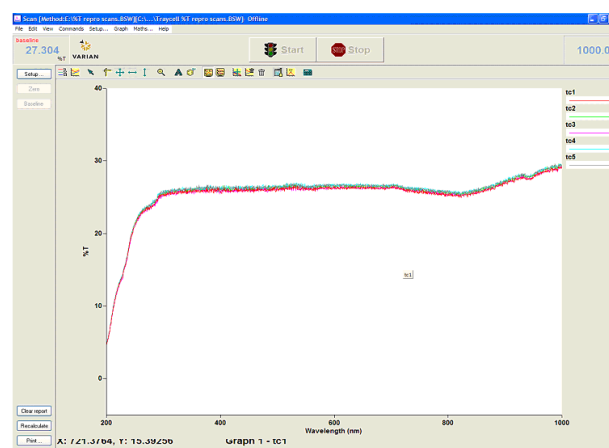 Scan [Method:E:\%T repro scans.BSW][C:\...\Traycell %T repro scans.BSW] Offline
File Edit View Commands Setup... Graph Maths... Help
baseline
27.304
%T
VARIAN
Start
Stop
1000.0
Setup...
Zero
Baseline
Clear report
Recalculate
Print...
40
30
20
10
0
%T
200
400
600
800
1000
Wavelength (nm)
tc1
tc1
tc2
tc3
tc4
tc5
X: 721.3764, Y: 15.39256 Graph 1 - tc1